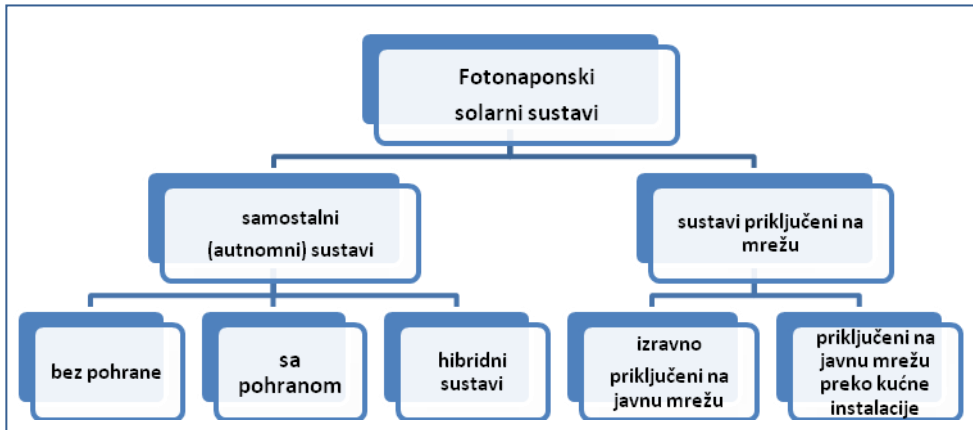 Fotonaponski
solarni sustavi
samostalni
(autnomni) sustavi
sustavi priključeni na
mrežu
bez pohrane
sa
pohranom
hibridni
sustavi
izravno
priključeni na
javnu mrežu
priključeni na
javnu mrežu
preko kućne
instalacije